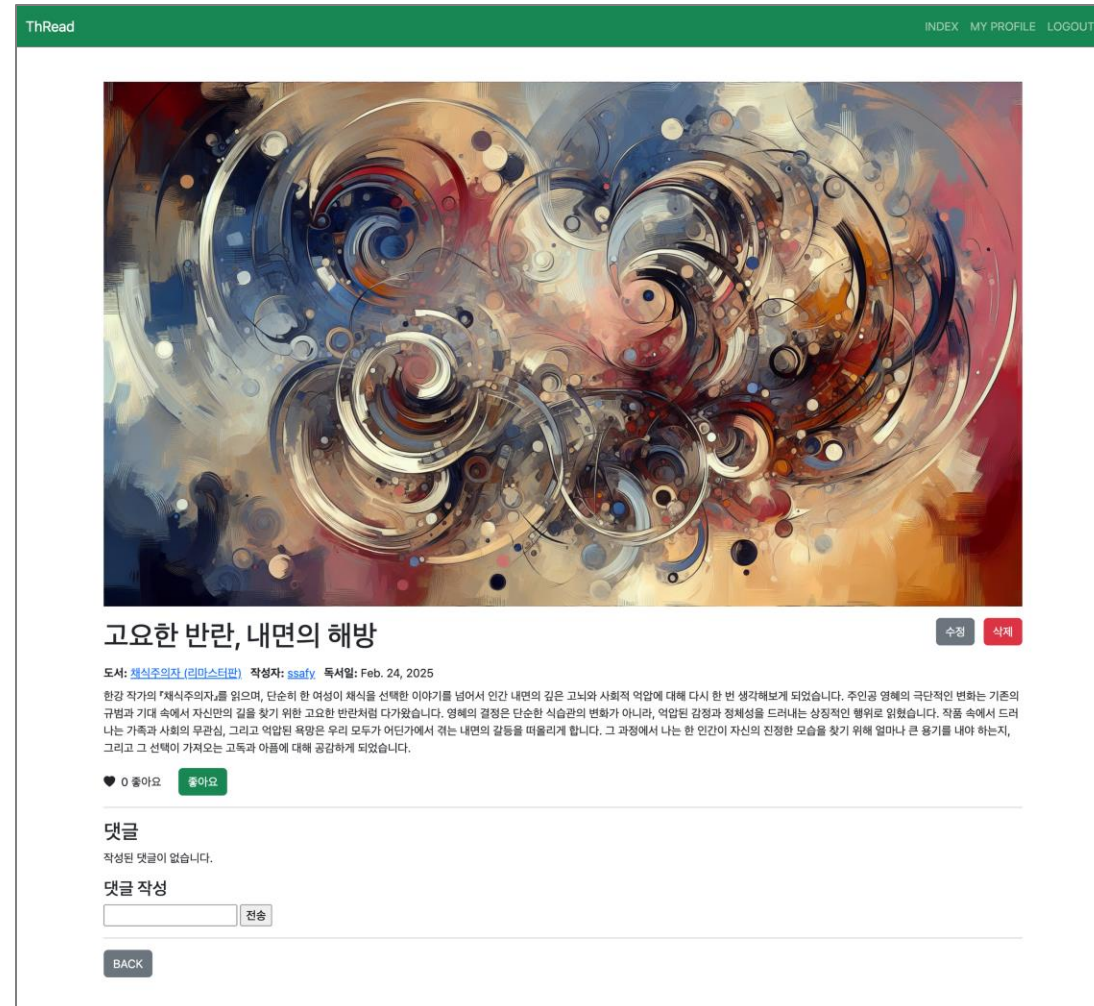 ThRead
INDEX MY PROFILE LOGOUT
고요한 반란, 내면의 해방
수정 삭제
도서: 채식주의자 (리마스터판) 작성자: ssafy 독서일: Feb. 24, 2025
한강 작가의 『채식주의자』를 읽으며, 단순히 한 여성이 채식을 선택한 이야기를 넘어서 인간 내면의 깊은 고뇌와 사회적 억압에 대해 다시 한 번 생각해보게 되었습니다. 주인공 영혜의 극단적인 변화는 기존의
규범과 기대 속에서 자신만의 길을 찾기 위한 고요한 반란처럼 다가왔습니다. 영혜의 결정은 단순한 식습관의 변화가 아니라, 억압된 감정과 정체성을 드러내는 상징적인 행위로 읽혔습니다. 작품 속에서 드러
나는 가족과 사회의 무관심, 그리고 억압된 욕망은 우리 모두가 어딘가에서 겪는 내면의 갈등을 떠올리게 합니다. 그 과정에서 나는 한 인간이 자신의 진정한 모습을 찾기 위해 얼마나 큰 용기를 내야 하는지,
그리고 그 선택이 가져오는 고독과 아픔에 대해 공감하게 되었습니다.
0 좋아요 좋아요
댓글
작성된 댓글이 없습니다.
댓글 작성
전송
BACK